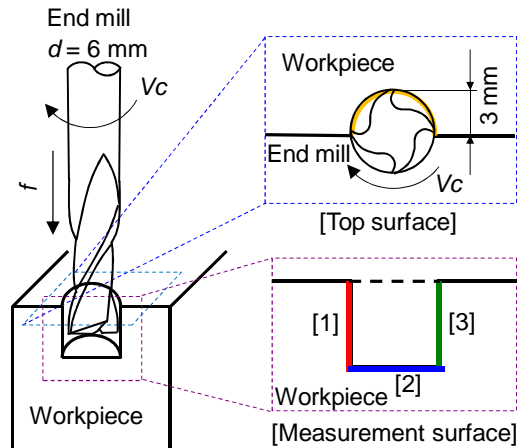 End mill
d = 6 mm
Vc
f
Workpiece
Workpiece
3 mm
End mill
Vc
[Top surface]
[1]
[3]
[2]
Workpiece
[Measurement surface]